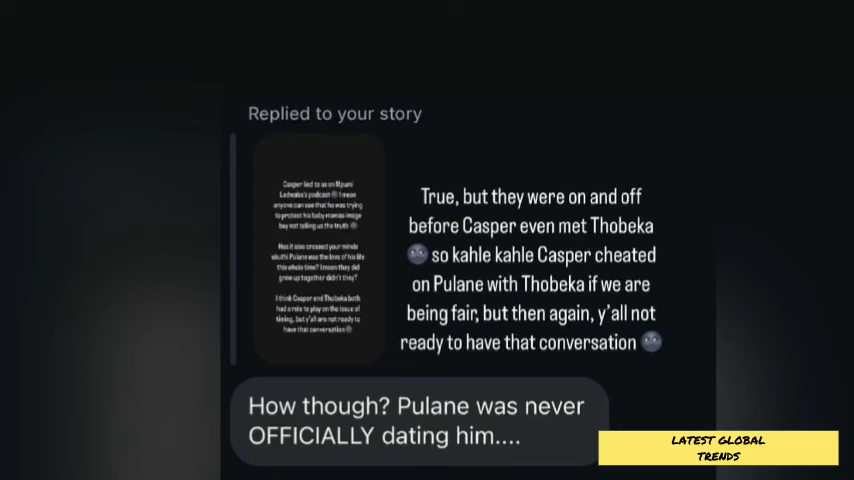 Replied to your story
Casper lied to us on Mpumi
Ledwaba's podcast 🌚 I mean
anyone can see that he was trying
to protect his baby mamas image
buy not telling us the truth 🌚
Has it also crossed your minds
ukuthi Pulane was the love of his life
this whole time? I mean they did
grow up together didn't they?
I think Casper and Thobeka both
had a role to play on the issue of
timing, but y'all are not ready to
have that conversation 🌚
True, but they were on and off
before Casper even met Thobeka
🌚 so kahle kahle Casper cheated
on Pulane with Thobeka if we are
being fair, but then again, y'all not
ready to have that conversation 🌚
How though? Pulane was never
OFFICIALLY dating him....
LATEST GLOBAL
TRENDS